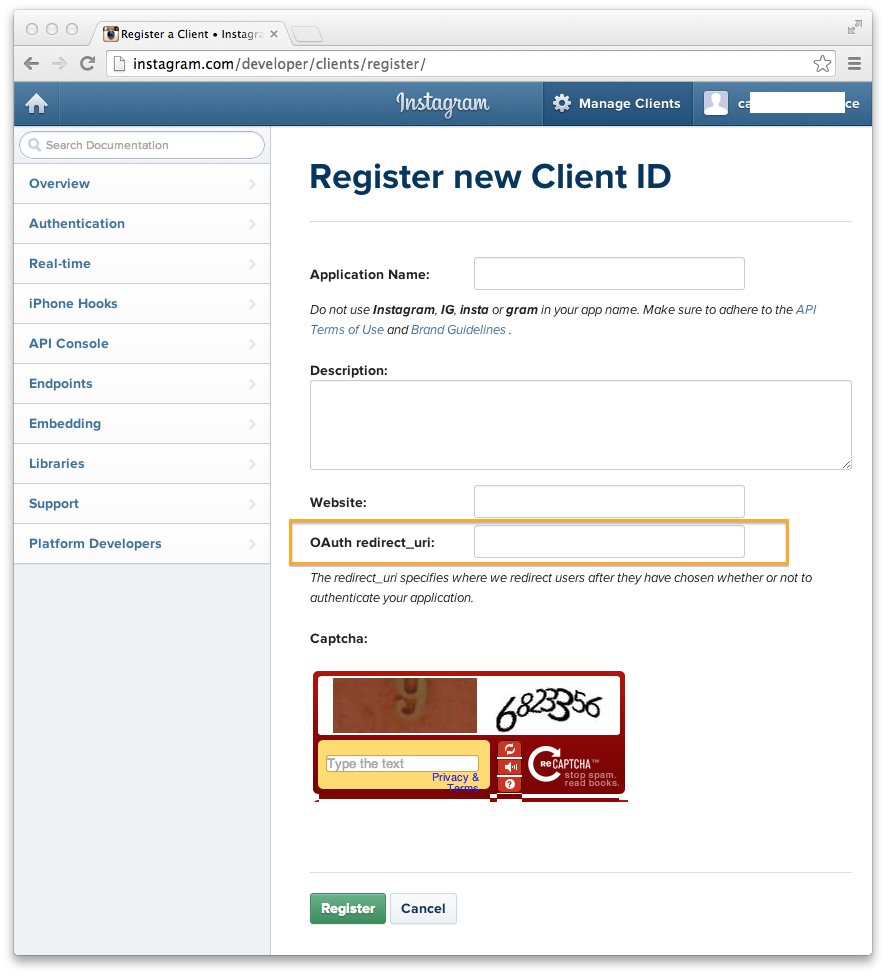 Register a Client • Instagra
instagram.com/developer/clients/register/
Instagram
Manage Clients
ca ce
Search Documentation
Overview
Authentication
Real-time
iPhone Hooks
API Console
Endpoints
Embedding
Libraries
Support
Platform Developers
Register new Client ID
Application Name:
Do not use Instagram, IG, insta or gram in your app name. Make sure to adhere to the API
Terms of Use and Brand Guidelines .
Description:
Website:
OAuth redirect_uri:
The redirect_uri specifies where we redirect users after they have chosen whether or not to
authenticate your application.
Captcha:
9 6823356
Type the text
Privacy &
Terms
reCAPTCHA™
stop spam.
read books.
Register Cancel